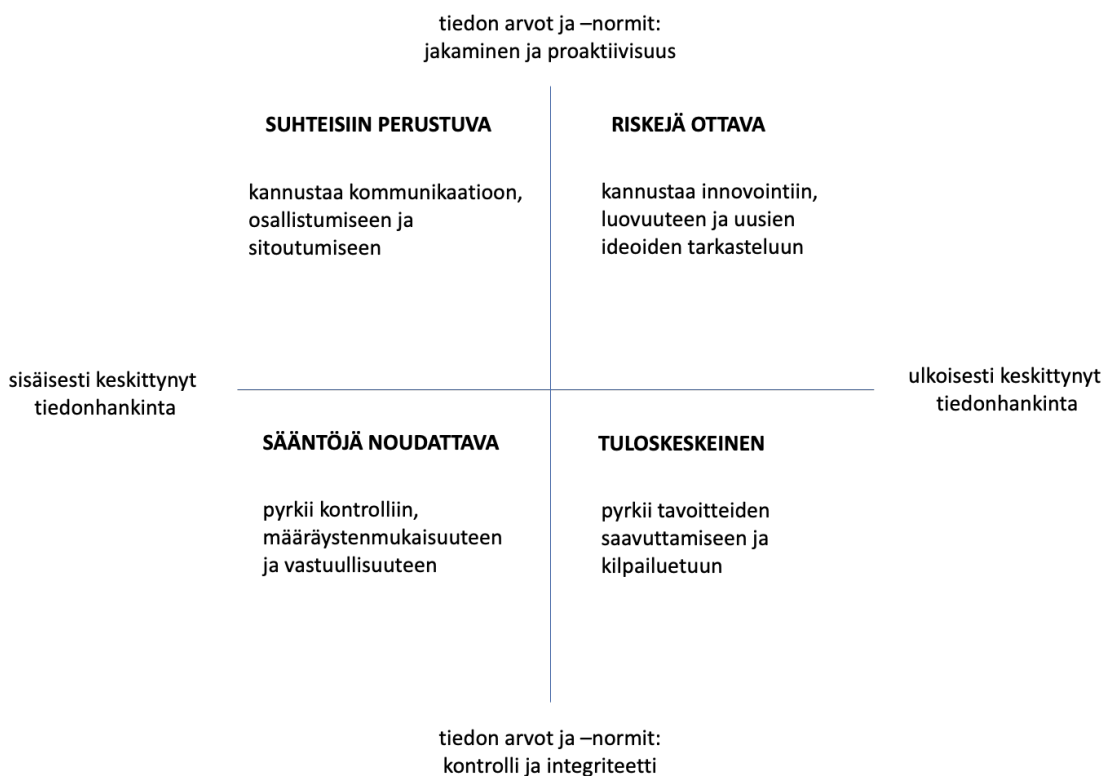 tiedon arvot ja –normit:
jakaminen ja proaktiivisuus
SUHTEISIIN PERUSTUVA
kannustaa kommunikaatioon,
osallistumiseen ja
sitoutumiseen
RISKEJÄ OTTAVA
kannustaa innovointiin,
luovuuteen ja uusien
ideoiden tarkasteluun
sisäisesti keskittynyt
tiedonhankinta
ulkoisesti keskittynyt
tiedonhankinta
SÄÄNTÖJÄ NOUDATTAVA
pyrkii kontrolliin,
määräystenmukaisuuteen
ja vastuullisuuteen
TULOSKESKEINEN
pyrkii tavoitteiden
saavuttamiseen ja
kilpailuetuun
tiedon arvot ja –normit:
kontrolli ja integriteetti